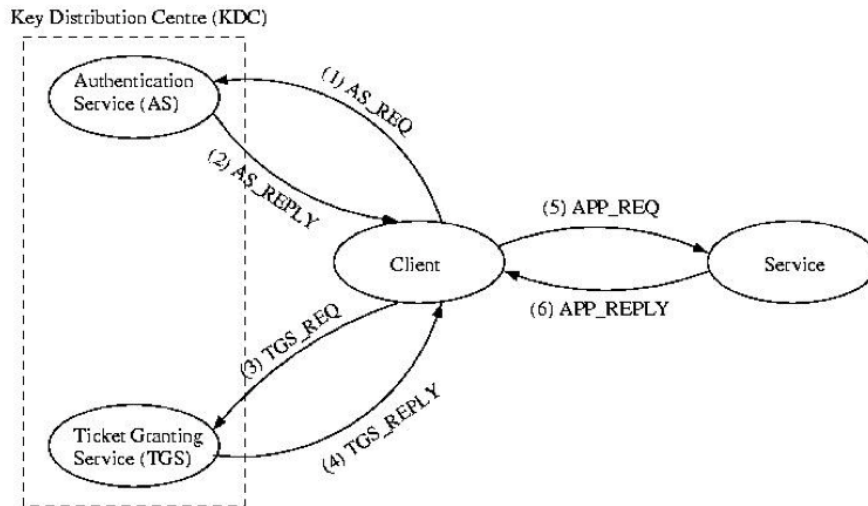 Key Distribution Centre (KDC)
Authentication
Service (AS)
(1) AS_REQ
(2) AS_REPLY
(5) APP_REQ
Client
Service
(6) APP_REPLY
(3) TGS_REQ
(4) TGS_REPLY
Ticket Granting
Service (TGS)